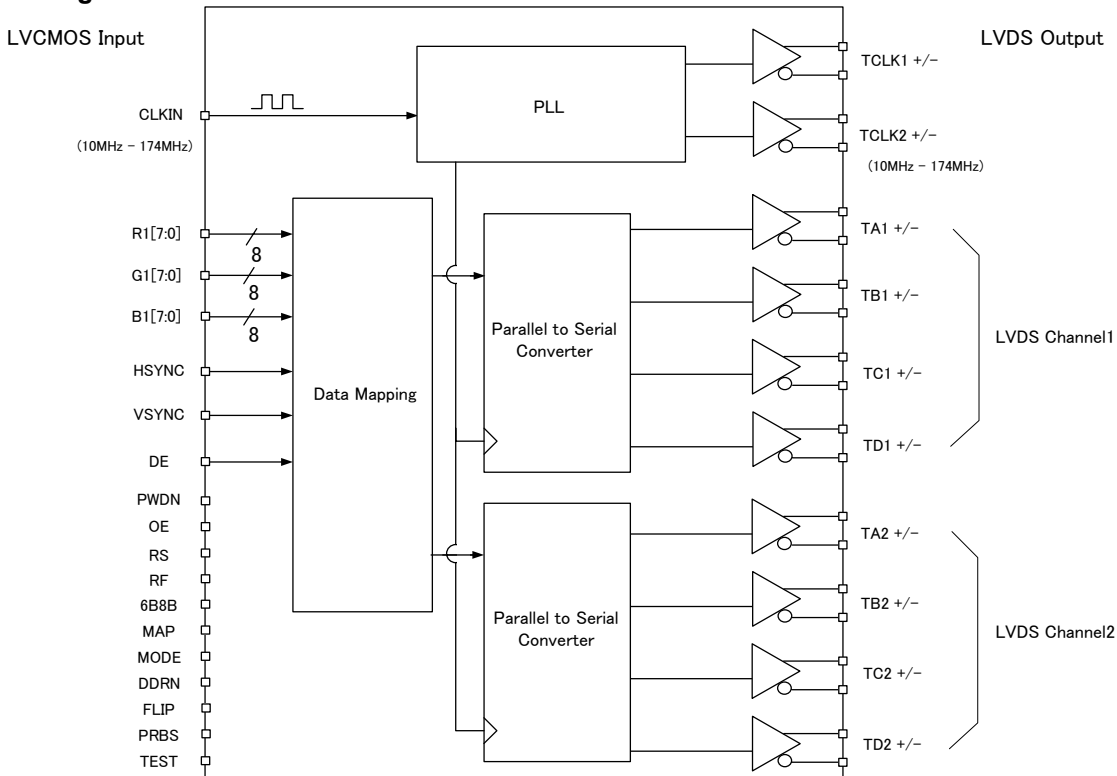 LVCMOS Input
LVDS Output
CLKIN
(10MHz - 174MHz)
PLL
TCLK1 +/-
TCLK2 +/-
(10MHz - 174MHz)
R1[7:0]
8
G1[7:0]
8
B1[7:0]
8
HSYNC
VSYNC
DE
Data Mapping
Parallel to Serial
Converter
TA1 +/-
TB1 +/-
TC1 +/-
TD1 +/-
LVDS Channel1
PWDN
OE
RS
RF
6B8B
MAP
MODE
DDRN
FLIP
PRBS
TEST
Parallel to Serial
Converter
TA2 +/-
TB2 +/-
TC2 +/-
TD2 +/-
LVDS Channel2